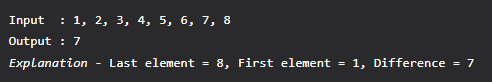 Input  : 1, 2, 3, 4, 5, 6, 7, 8
Output : 7
Explanation - Last element = 8, First element = 1, Difference = 7